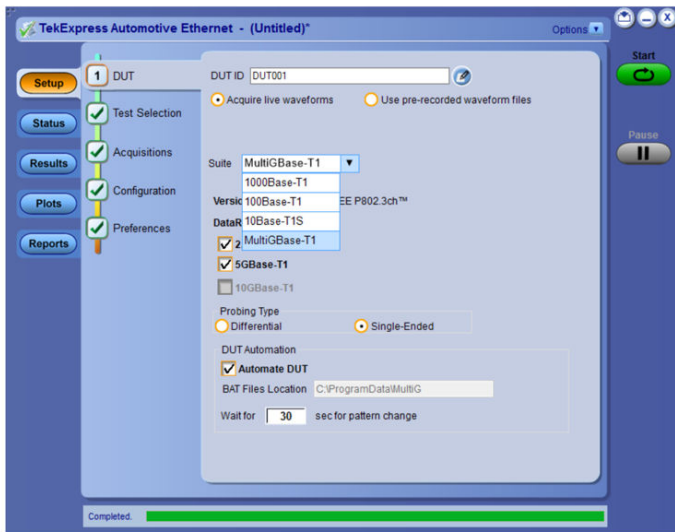 TekExpress Automotive Ethernet - (Untitled)*
Options
Start
Pause
Setup
Status
Results
Plots
Reports
1 DUT
Test Selection
Acquisitions
Configuration
Preferences
DUT ID DUT001
Acquire live waveforms Use pre-recorded waveform files
Suite MultiGBase-T1
1000Base-T1
100Base-T1
10Base-T1S
MultiGBase-T1
P802.3ch™
5GBase-T1
10GBase-T1
Probing Type
Differential Single-Ended
DUT Automation
Automate DUT
BAT Files Location C:\ProgramData\MultiG
Wait for 30 sec for pattern change
Completed.